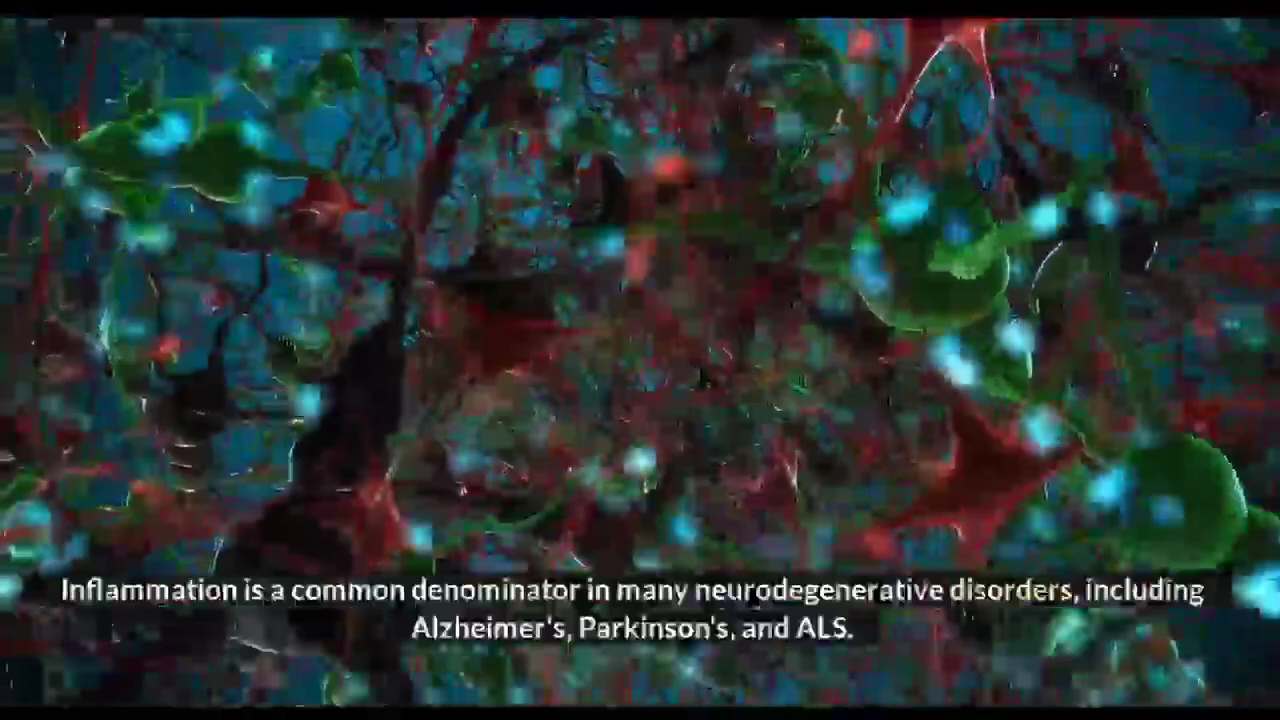 Inflammation is a common denominator in many neurodegenerative disorders, including
Alzheimer's, Parkinson's, and ALS.